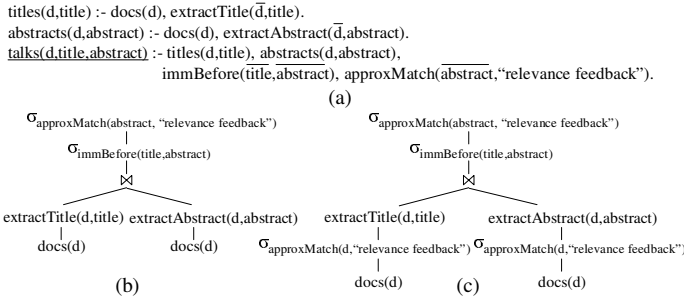 titles(d,title) :- docs(d), extractTitle(d̅,title).
abstracts(d,abstract) :- docs(d), extractAbstract(d̅,abstract).
talks(d,title,abstract) :- titles(d,title), abstracts(d,abstract),
immBefore(title,abstract), approxMatch(abstract,“relevance feedback”).
(a)
σapproxMatch(abstract, “relevance feedback”) σapproxMatch(abstract, “relevance feedback”)
σimmBefore(title,abstract) σimmBefore(title,abstract)
⋈ ⋈
extractTitle(d,title) extractAbstract(d,abstract) extractTitle(d,title) extractAbstract(d,abstract)
docs(d) docs(d) σapproxMatch(d,“relevance feedback”) σapproxMatch(d,“relevance feedback”)
docs(d) docs(d)
(b) (c)